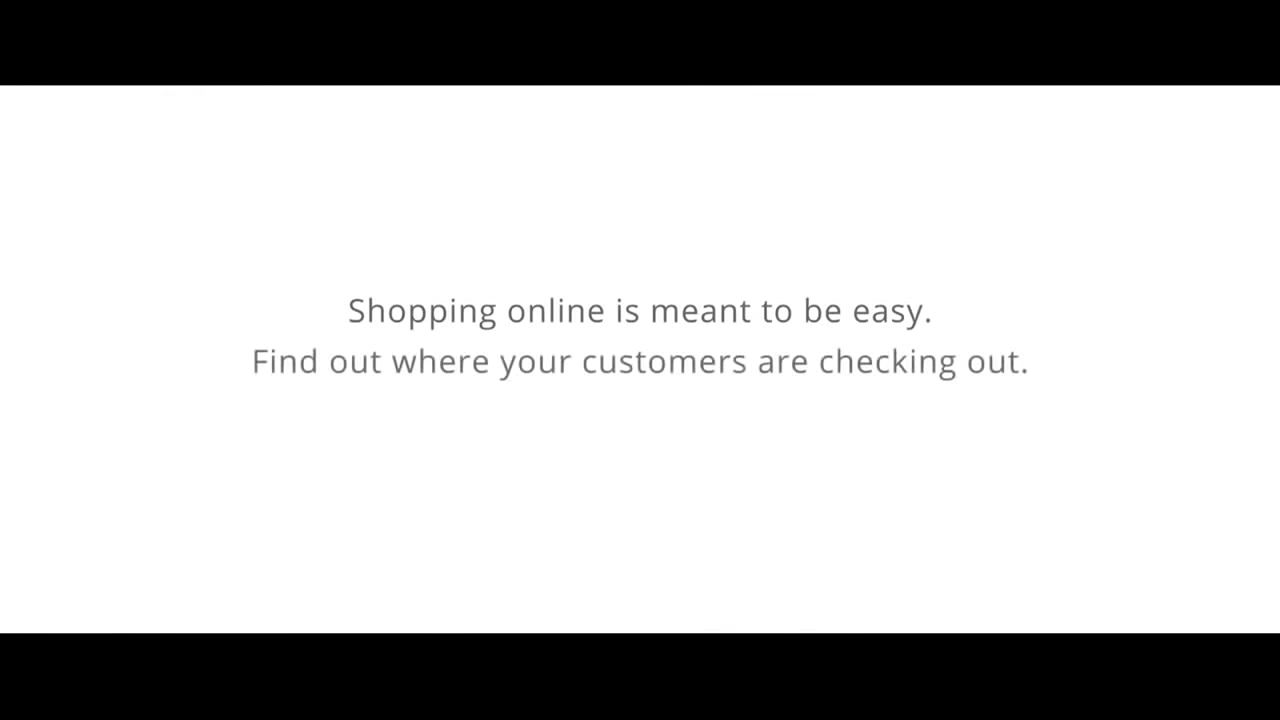 Shopping online is meant to be easy.
Find out where your customers are checking out.